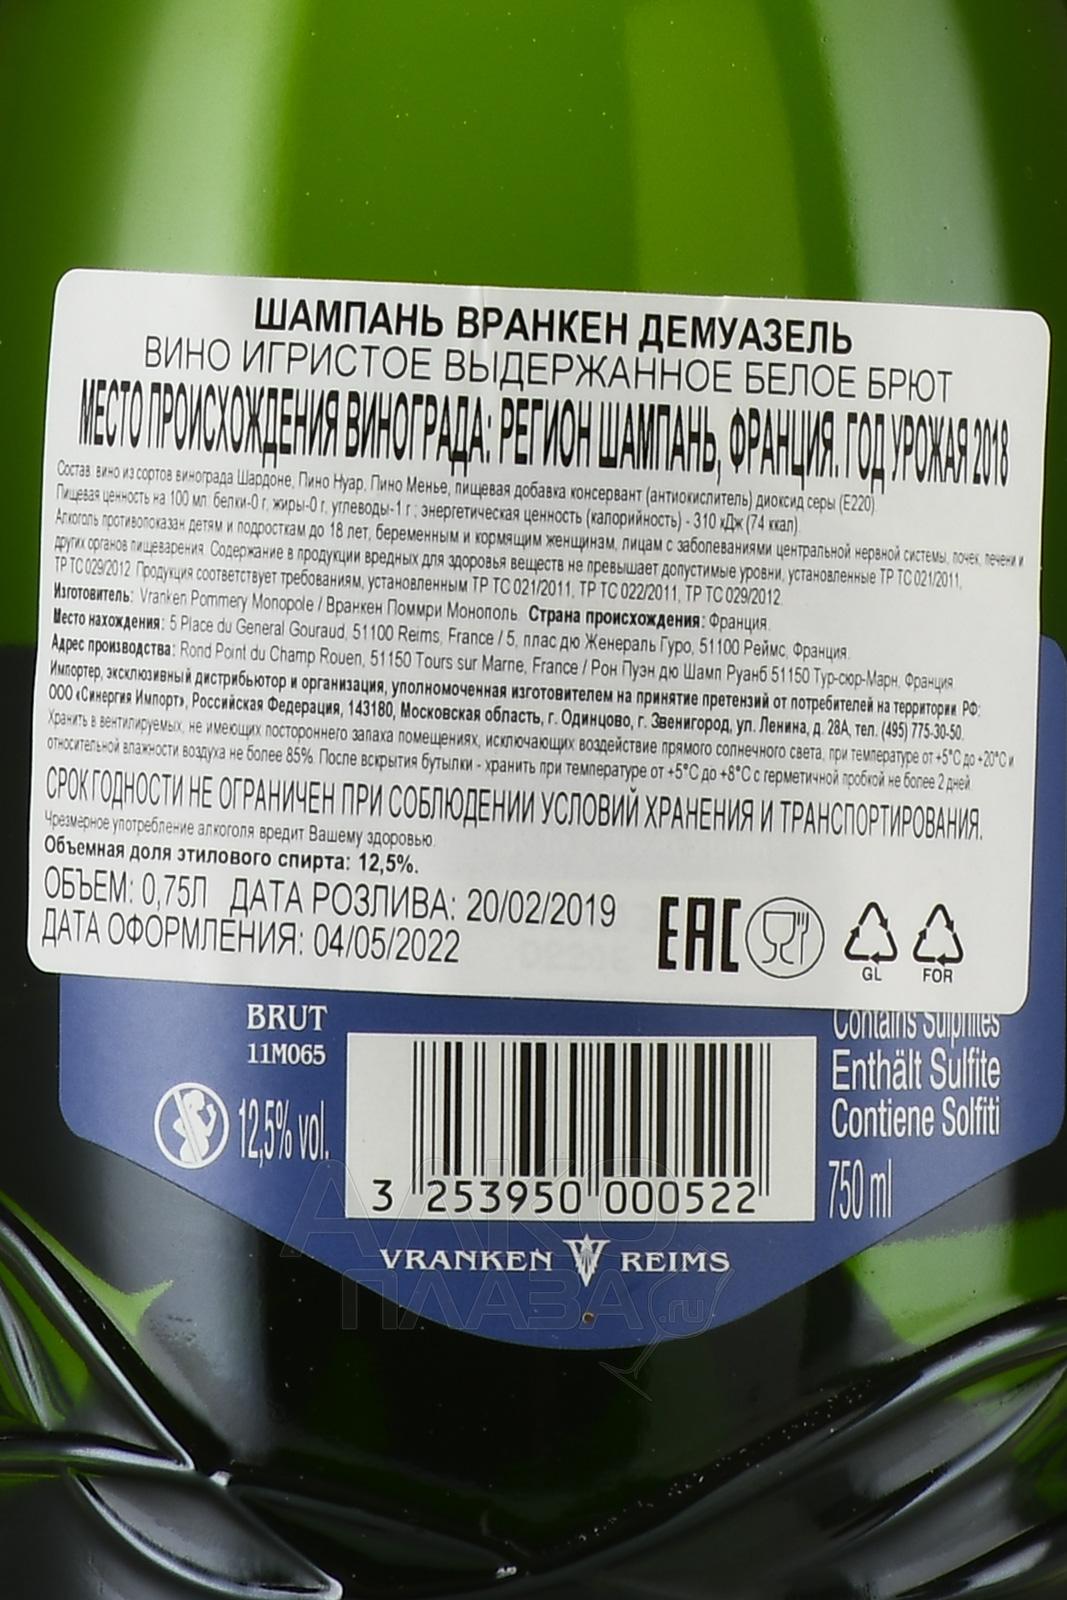 ШАМПАНЬ ВРАНКЕН ДЕМУАЗЕЛЬ
ВИНО ИГРИСТОЕ ВЫДЕРЖАННОЕ БЕЛОЕ БРЮТ
МЕСТО ПРОИСХОЖДЕНИЯ ВИНОГРАДА: РЕГИОН ШАМПАНЬ, ФРАНЦИЯ. ГОД УРОЖАЯ 2018
Состав: вино из сортов винограда Шардоне, Пино Нуар, Пино Менье, пищевая добавка консервант (антиокислитель) диоксид серы (Е220).
Пищевая ценность на 100 мл: белки-0 г, жиры-0 г, углеводы-1 г; энергетическая ценность (калорийность) - 310 кДж (74 ккал).
Алкоголь противопоказан детям и подросткам до 18 лет, беременным и кормящим женщинам, лицам с заболеваниями центральной нервной системы, почек, печени и
других органов пищеварения. Содержание в продукции вредных для здоровья веществ не превышает допустимые уровни, установленные ТР ТС 021/2011,
ТР ТС 029/2012. Продукция соответствует требованиям, установленным ТР ТС 021/2011, ТР ТС 022/2011, ТР ТС 029/2012.
Изготовитель: Vranken Pommery Monopole / Вранкен Поммри Монополь. Страна происхождения: Франция.
Место нахождения: 5 Place du General Gouraud, 51100 Reims, France / 5, плас дю Женераль Гуро, 51100 Реймс, Франция.
Адрес производства: Rond Point du Champ Rouen, 51150 Tours sur Marne, France / Рон Пуэн дю Шамп Руанб 51150 Тур-сюр-Марн, Франция.
Импортер, эксклюзивный дистрибьютор и организация, уполномоченная изготовителем на принятие претензий от потребителей на территории РФ:
ООО «Синергия Импорт», Российская Федерация, 143180, Московская область, г. Одинцово, г. Звенигород, ул. Ленина, д. 28А, тел. (495) 775-30-50.
Хранить в вентилируемых, не имеющих постороннего запаха помещениях, исключающих воздействие прямого солнечного света, при температуре от +5°С до +20°С и
относительной влажности воздуха не более 85%. После вскрытия бутылки - хранить при температуре от +5°С до +8°С с герметичной пробкой не более 2 дней.
СРОК ГОДНОСТИ НЕ ОГРАНИЧЕН ПРИ СОБЛЮДЕНИИ УСЛОВИЙ ХРАНЕНИЯ И ТРАНСПОРТИРОВАНИЯ.
Чрезмерное употребление алкоголя вредит Вашему здоровью.
Объемная доля этилового спирта: 12,5%.
ОБЪЕМ: 0,75Л ДАТА РОЗЛИВА: 20/02/2019
ДАТА ОФОРМЛЕНИЯ: 04/05/2022
EAC
GL
FOR
BRUT
11M065
12,5% vol.
Contains Sulphites
Enthält Sulfite
Contiene Solfiti
750 ml
3 253950 000522
VRANKEN REIMS
АЛКО
ПЛАЗА.ru